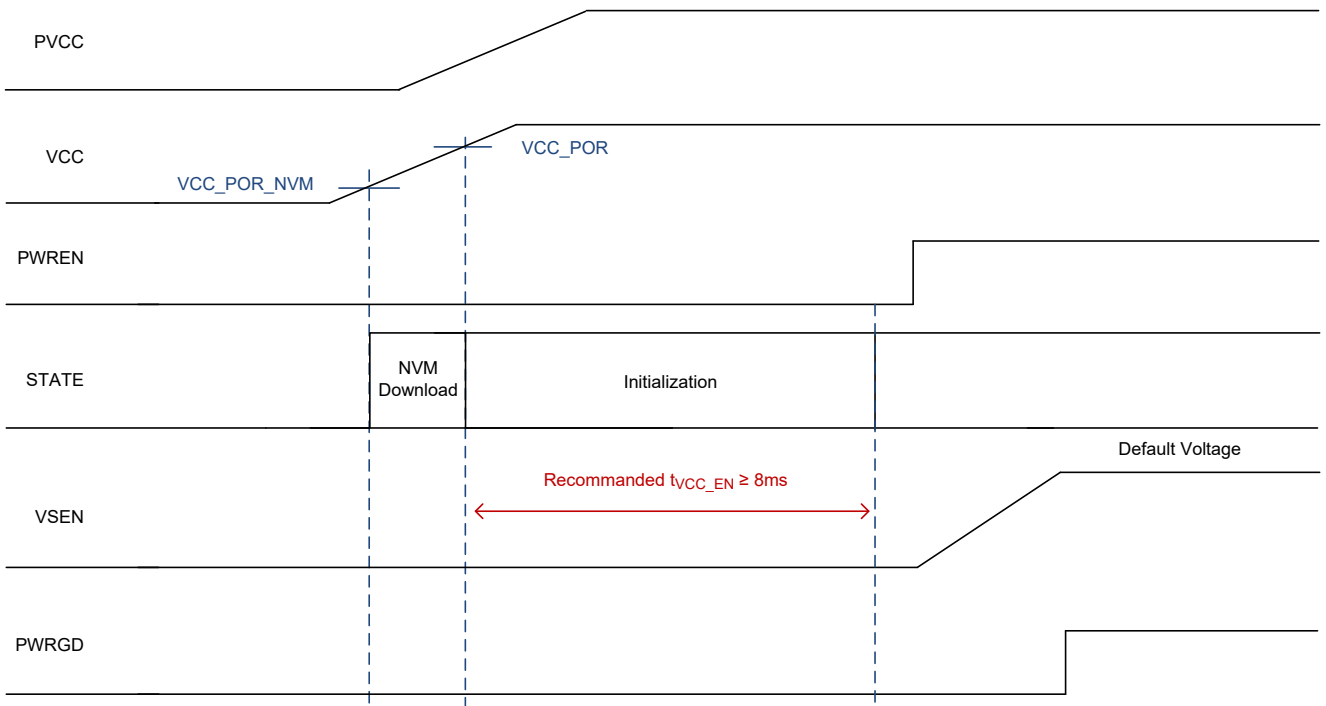 PVCC
VCC
VCC_POR
VCC_POR_NVM
PWREN
STATE
NVM
Download
Initialization
Default Voltage
Recommanded tVCC_EN ≥ 8ms
VSEN
PWRGD